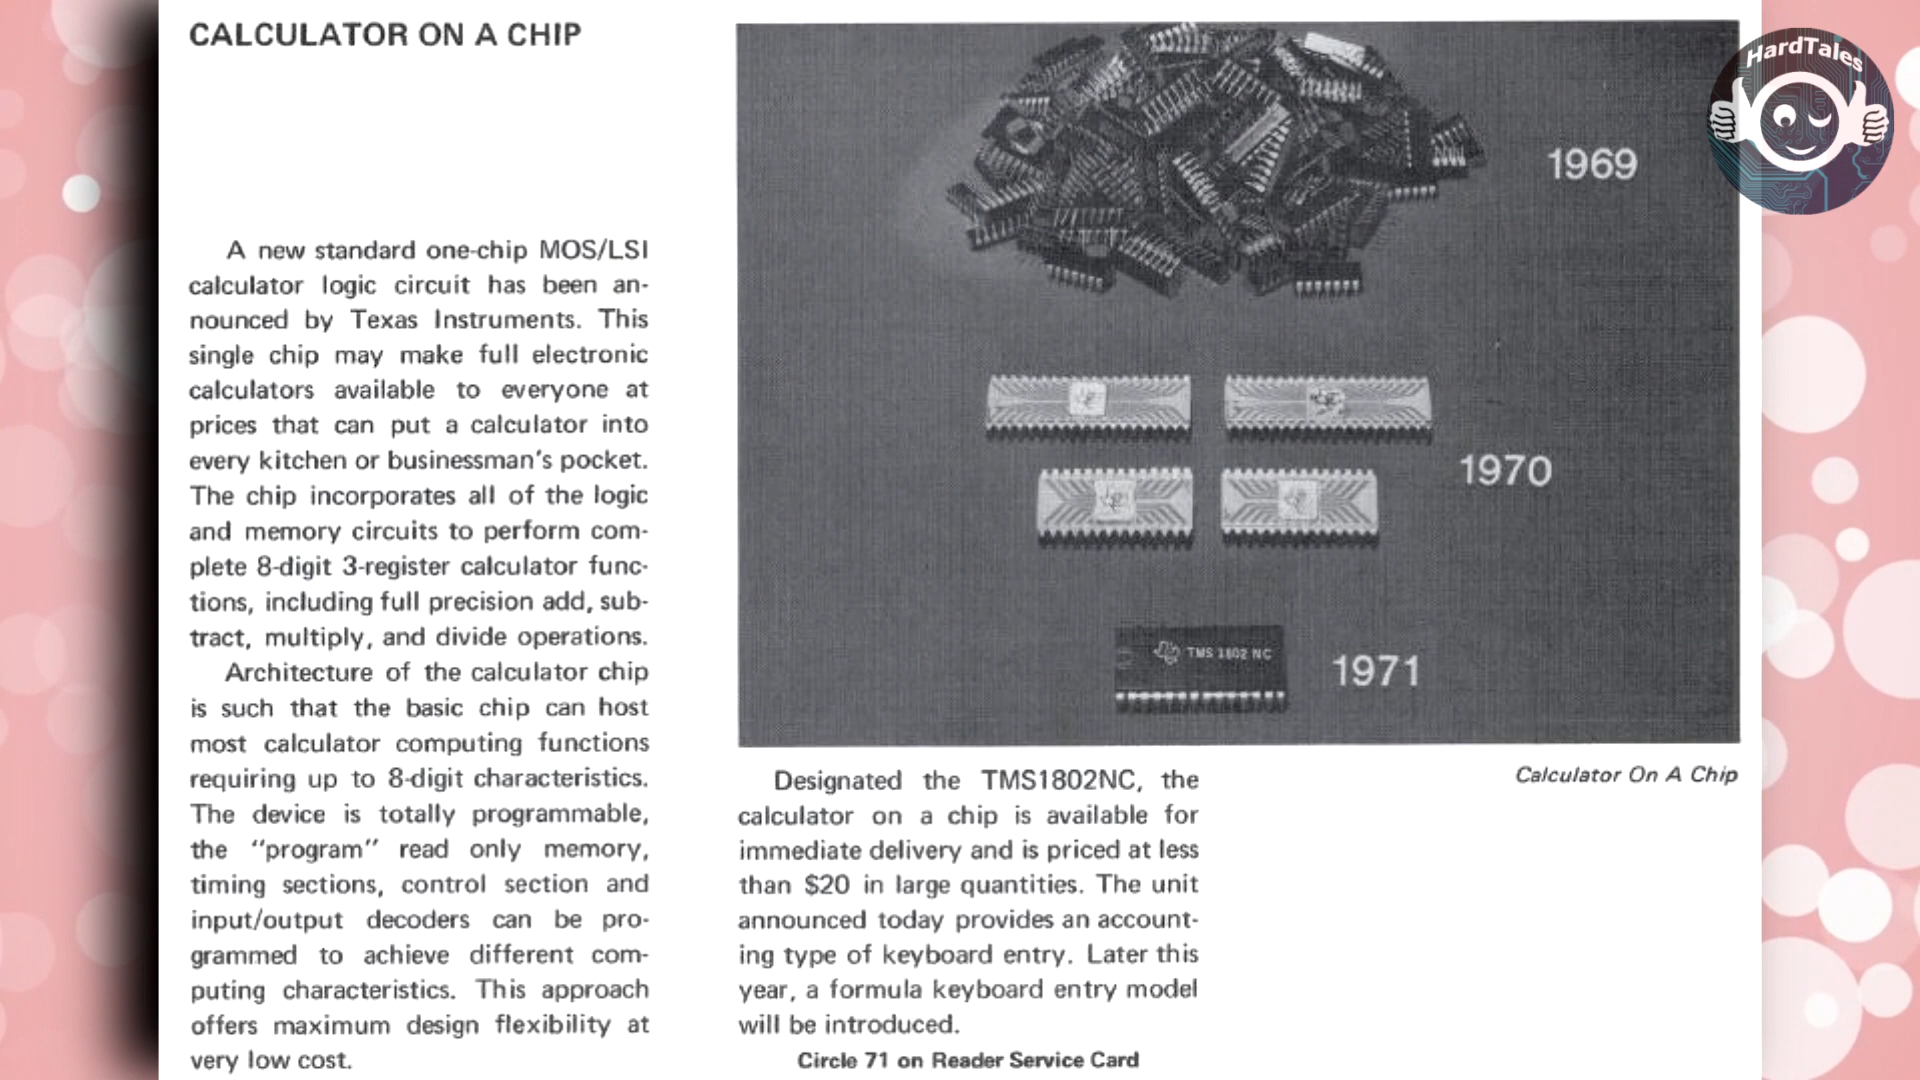 CALCULATOR ON A CHIP
A new standard one-chip MOS/LSI
calculator logic circuit has been an-
nounced by Texas Instruments. This
single chip may make full electronic
calculators available to everyone at
prices that can put a calculator into
every kitchen or businessman's pocket.
The chip incorporates all of the logic
and memory circuits to perform com-
plete 8-digit 3-register calculator func-
tions, including full precision add, sub-
tract, multiply, and divide operations.
Architecture of the calculator chip
is such that the basic chip can host
most calculator computing functions
requiring up to 8-digit characteristics.
The device is totally programmable,
the "program" read only memory,
timing sections, control section and
input/output decoders can be pro-
grammed to achieve different com-
puting characteristics. This approach
offers maximum design flexibility at
very low cost.
1969
1970
TMS 1802 NC
1971
Calculator On A Chip
Designated the TMS1802NC, the
calculator on a chip is available for
immediate delivery and is priced at less
than $20 in large quantities. The unit
announced today provides an account-
ing type of keyboard entry. Later this
year, a formula keyboard entry model
will be introduced.
Circle 71 on Reader Service Card
HardTales